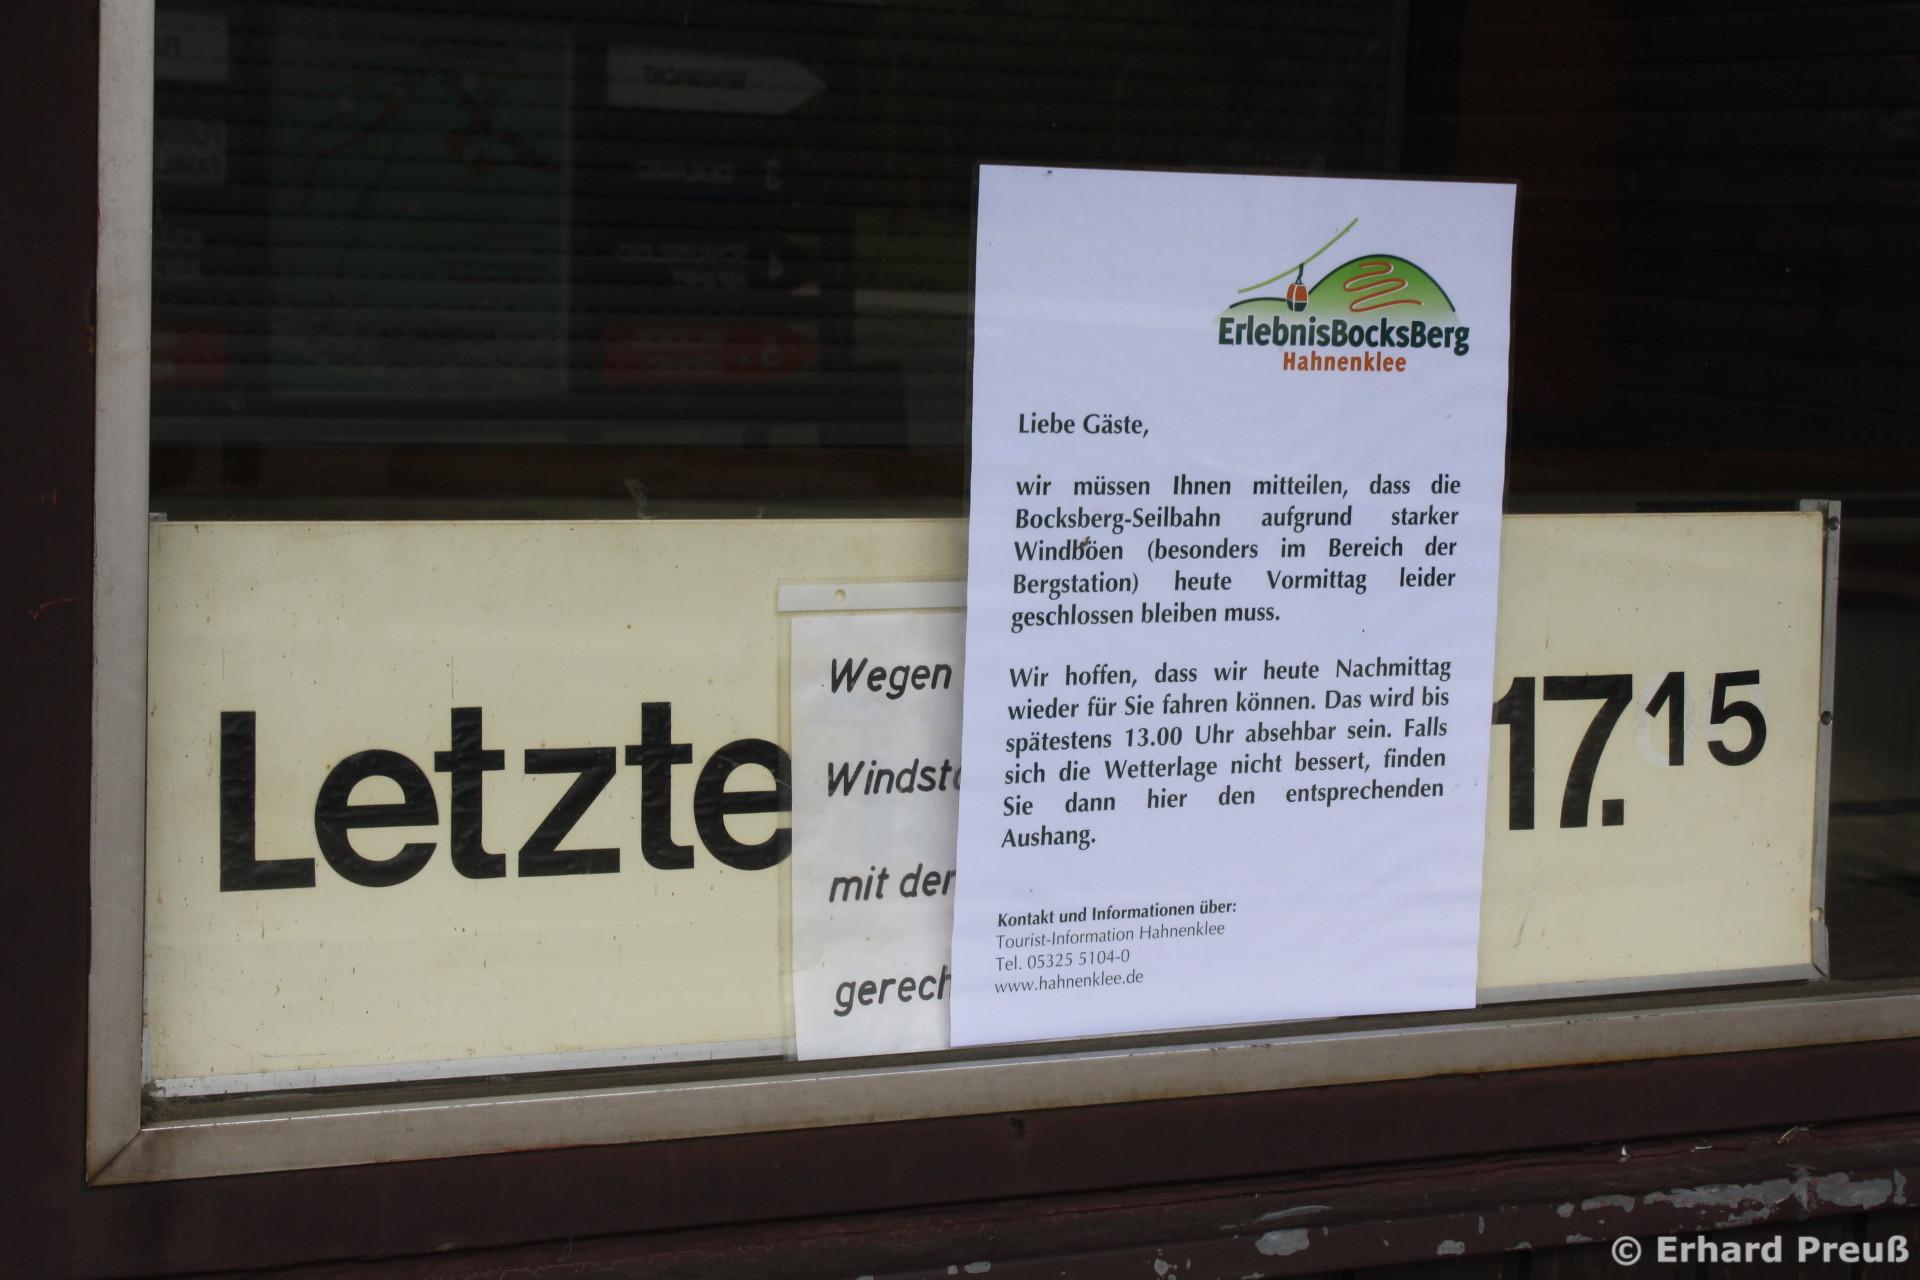 ErlebnisBocksBerg
Hahnenklee
Liebe Gäste,
wir müssen Ihnen mitteilen, dass die
Bocksberg-Seilbahn aufgrund starker
Windböen (besonders im Bereich der
Bergstation) heute Vormittag leider
geschlossen bleiben muss.
Wir hoffen, dass wir heute Nachmittag
wieder für Sie fahren können. Das wird bis
spätestens 13.00 Uhr absehbar sein. Falls
sich die Wetterlage nicht bessert, finden
Sie dann hier den entsprechenden
Aushang.
Kontakt und Informationen über:
Tourist-Information Hahnenklee
Tel. 05325 5104-0
www.hahnenklee.de
Letzte
Wegen
mit der
17.15
© Erhard Preuß